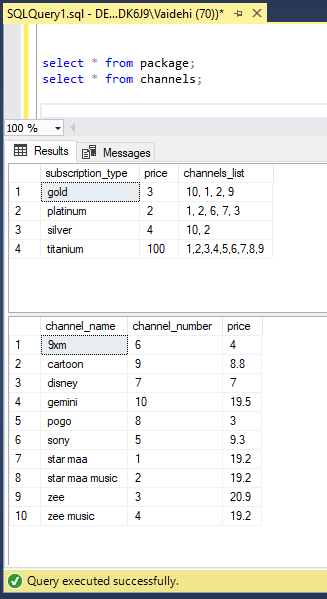 SQLQuery1.sql - DE...DK6J9\Vaidehi (70))*
select * from package;
select * from channels;
100 %
Results Messages
subscription_type price channels_list
1 gold 3 10, 1, 2, 9
2 platinum 2 1, 2, 6, 7, 3
3 silver 4 10, 2
4 titanium 100 1,2,3,4,5,6,7,8,9
channel_name channel_number price
1 9xm 6 4
2 cartoon 9 8.8
3 disney 7 7
4 gemini 10 19.5
5 pogo 8 3
6 sony 5 9.3
7 star maa 1 19.2
8 star maa music 2 19.2
9 zee 3 20.9
10 zee music 4 19.2
Query executed successfully.